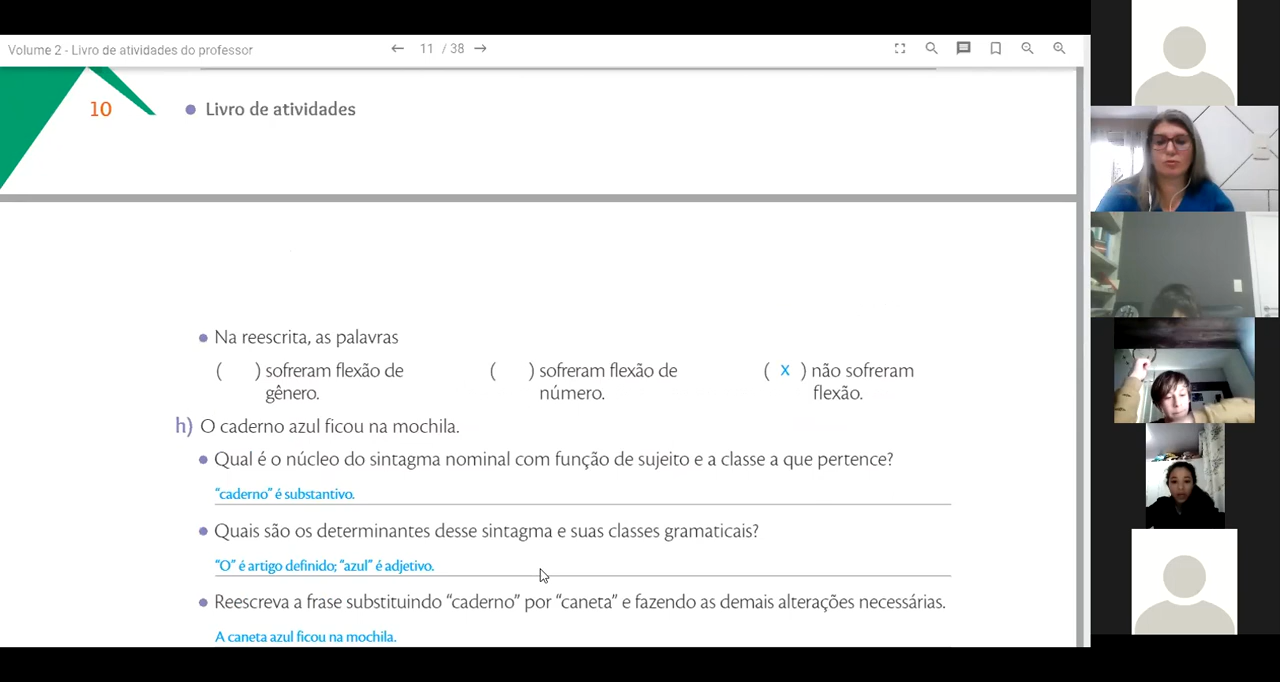 Volume 2 - Livro de atividades do professor
11 / 38
10
Livro de atividades
Na reescrita, as palavras
( ) sofreram flexão de gênero.
( ) sofreram flexão de número.
( x ) não sofreram flexão.
h) O caderno azul ficou na mochila.
Qual é o núcleo do sintagma nominal com função de sujeito e a classe a que pertence?
"caderno" é substantivo.
Quais são os determinantes desse sintagma e suas classes gramaticais?
"O" é artigo definido; "azul" é adjetivo.
Reescreva a frase substituindo "caderno" por "caneta" e fazendo as demais alterações necessárias.
A caneta azul ficou na mochila.